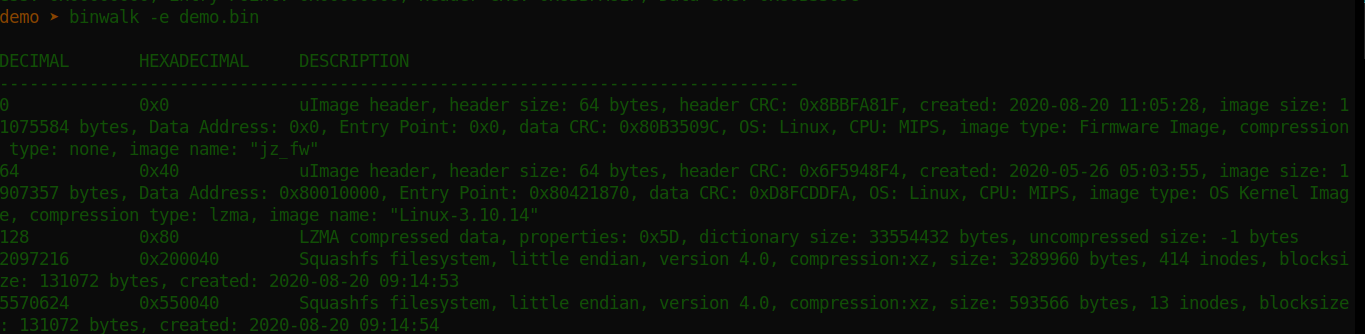 demo ➤ binwalk -e demo.bin
DECIMAL HEXADECIMAL DESCRIPTION
--------------------------------------------------------------------------------
0 0x0 uImage header, header size: 64 bytes, header CRC: 0x8BBFA81F, created: 2020-08-20 11:05:28, image size: 1
1075584 bytes, Data Address: 0x0, Entry Point: 0x0, data CRC: 0x80B3509C, OS: Linux, CPU: MIPS, image type: Firmware Image, compression
type: none, image name: "jz_fw"
64 0x40 uImage header, header size: 64 bytes, header CRC: 0x6F5948F4, created: 2020-05-26 05:03:55, image size: 1
907357 bytes, Data Address: 0x80010000, Entry Point: 0x80421870, data CRC: 0xD8FCDDFA, OS: Linux, CPU: MIPS, image type: OS Kernel Imag
e, compression type: lzma, image name: "Linux-3.10.14"
128 0x80 LZMA compressed data, properties: 0x5D, dictionary size: 33554432 bytes, uncompressed size: -1 bytes
2097216 0x200040 Squashfs filesystem, little endian, version 4.0, compression:xz, size: 3289960 bytes, 414 inodes, blocksi
ze: 131072 bytes, created: 2020-08-20 09:14:53
5570624 0x550040 Squashfs filesystem, little endian, version 4.0, compression:xz, size: 593566 bytes, 13 inodes, blocksize
: 131072 bytes, created: 2020-08-20 09:14:54